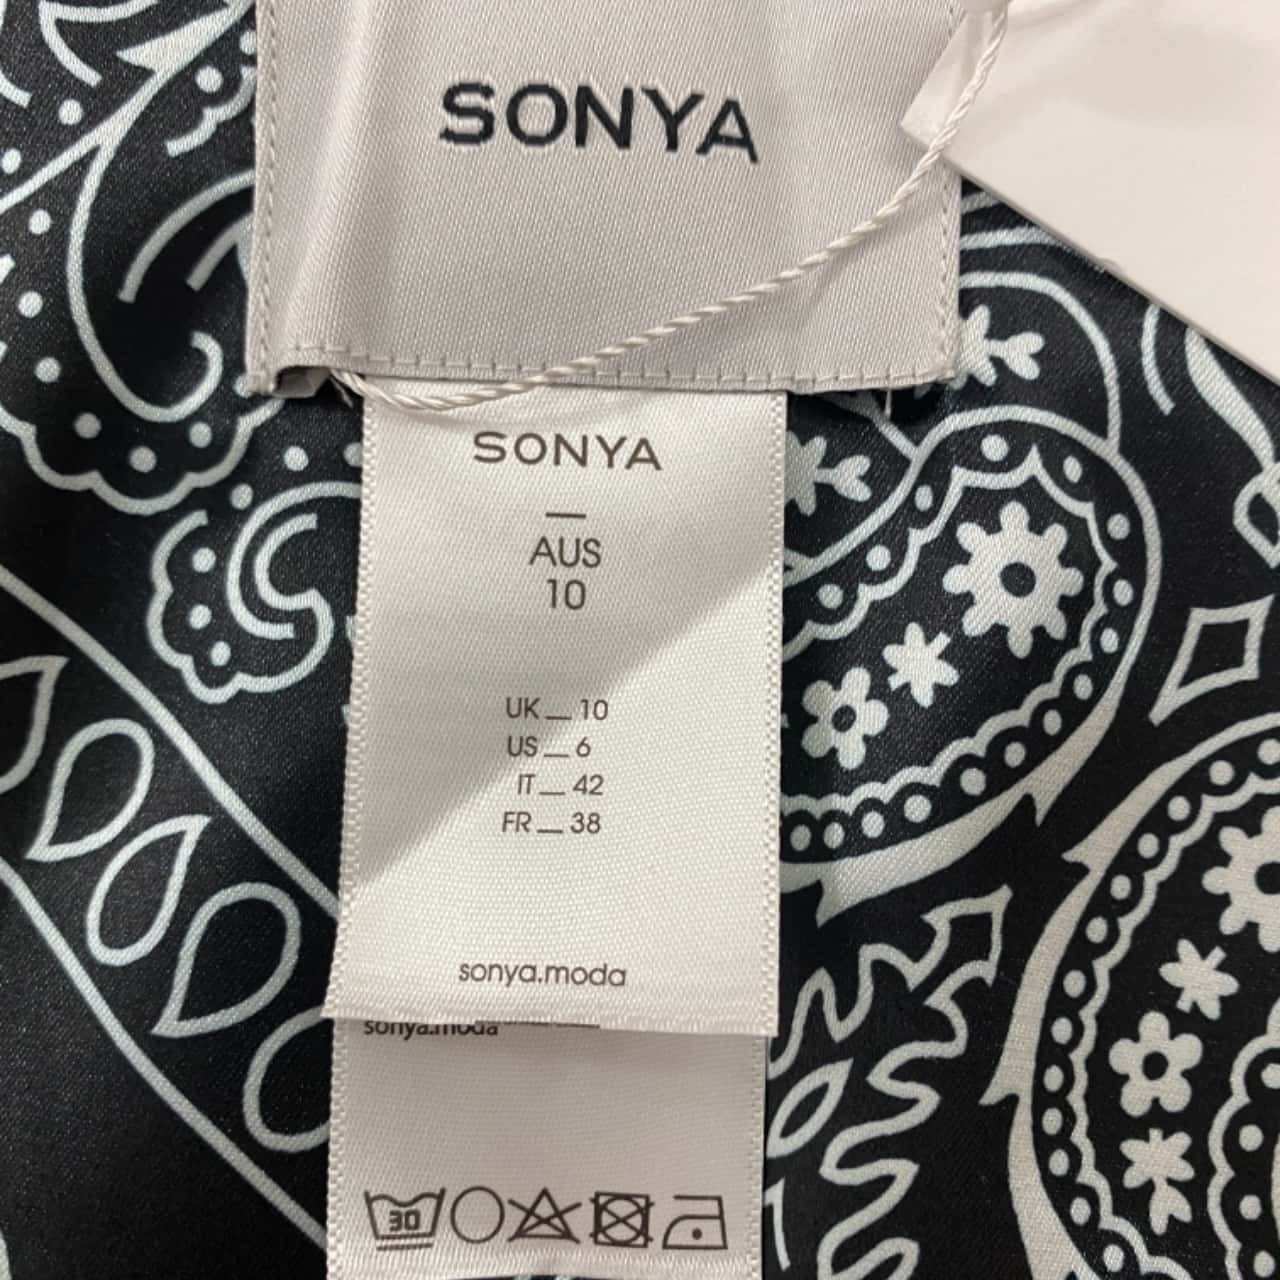 SONYA
SONYA
—
AUS
10
UK — 10
US — 6
IT — 42
FR — 38
sonya.moda
sonya.moda
30